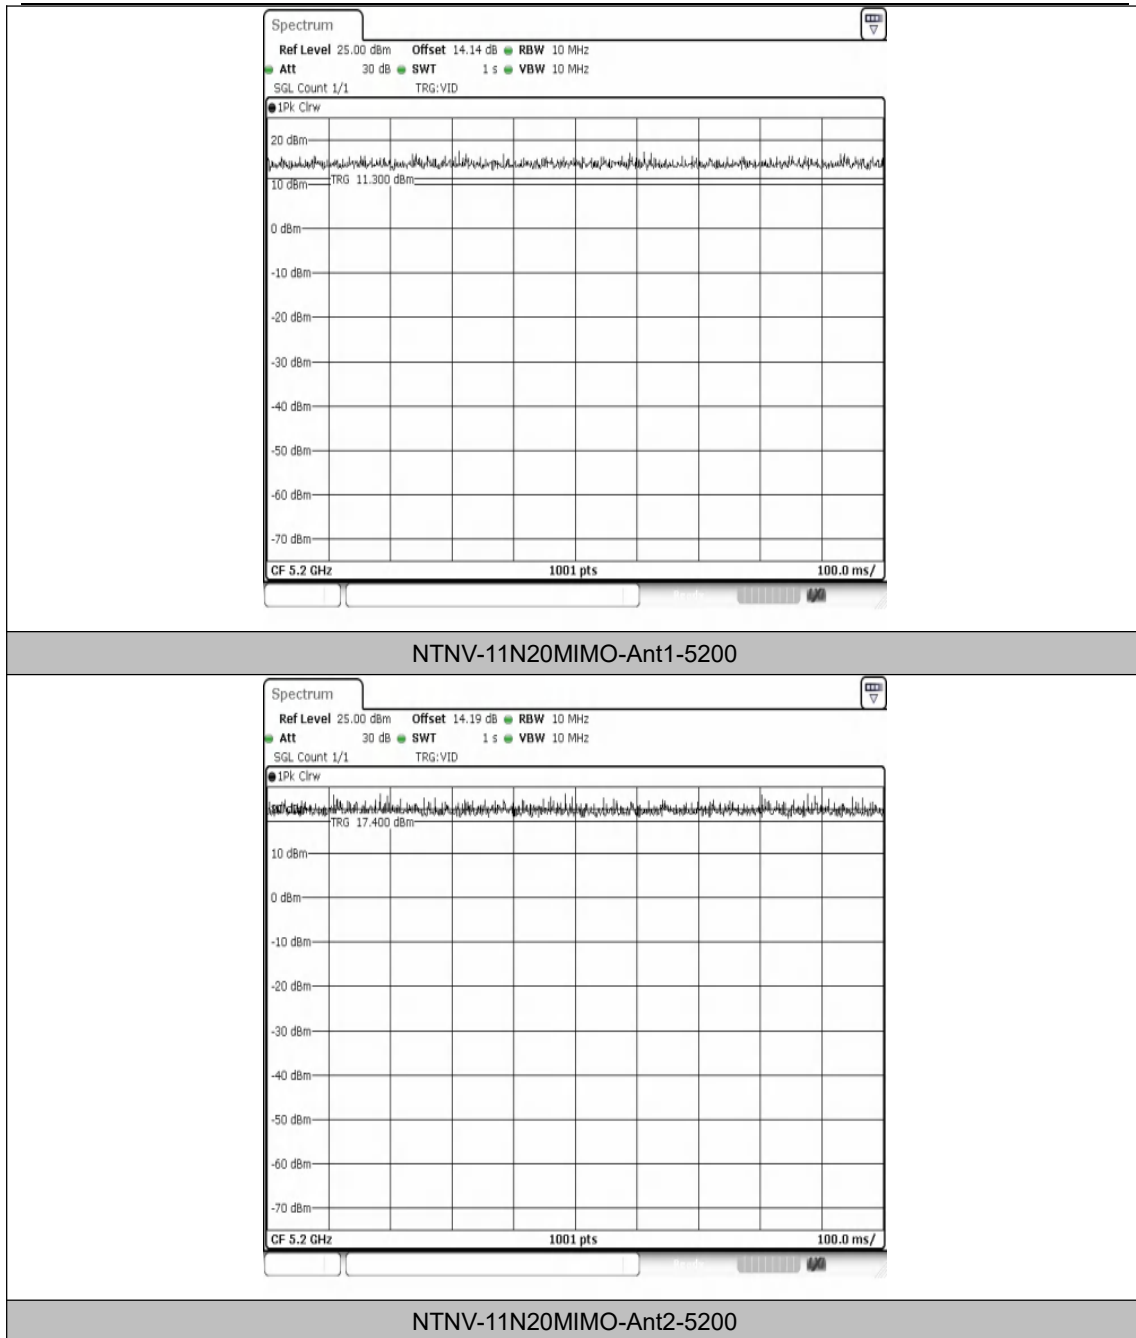 Spectrum
Ref Level 25.00 dBm Offset 14.14 dB RBW 10 MHz
Att 30 dB SWT 1 s VBW 10 MHz
SGL Count 1/1 TRG:VID
1Pk Clrw
20 dBm
TRG 11.300 dBm
10 dBm
0 dBm
-10 dBm
-20 dBm
-30 dBm
-40 dBm
-50 dBm
-60 dBm
-70 dBm
CF 5.2 GHz 1001 pts 100.0 ms/
NTNV-11N20MIMO-Ant1-5200
Spectrum
Ref Level 25.00 dBm Offset 14.19 dB RBW 10 MHz
Att 30 dB SWT 1 s VBW 10 MHz
SGL Count 1/1 TRG:VID
1Pk Clrw
TRG 17.400 dBm
10 dBm
0 dBm
-10 dBm
-20 dBm
-30 dBm
-40 dBm
-50 dBm
-60 dBm
-70 dBm
CF 5.2 GHz 1001 pts 100.0 ms/
NTNV-11N20MIMO-Ant2-5200